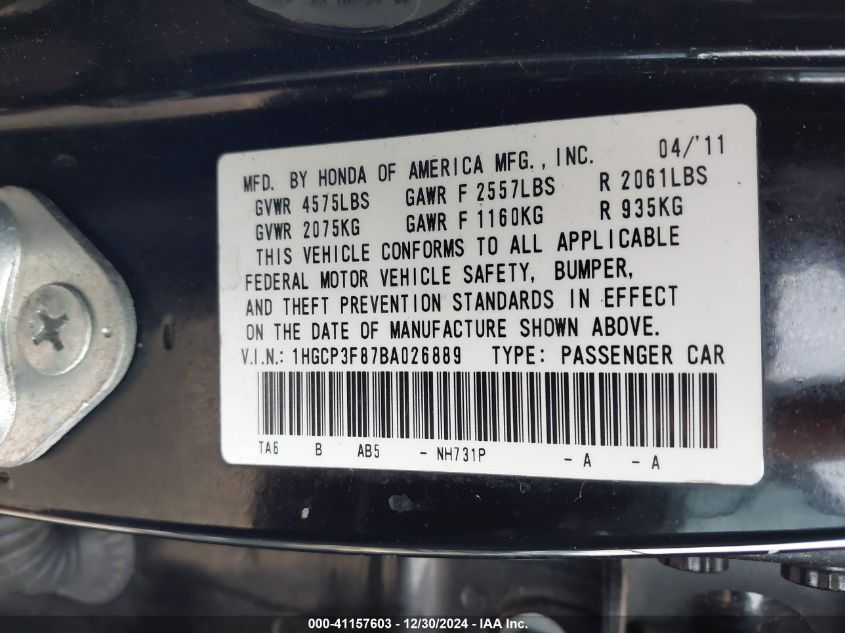 MFD. BY HONDA OF AMERICA MFG., INC. 04/'11
GVWR 4575LBS GAWR F 2557LBS R 2061LBS
GVWR 2075KG GAWR F 1160KG R 935KG
THIS VEHICLE CONFORMS TO ALL APPLICABLE
FEDERAL MOTOR VEHICLE SAFETY, BUMPER,
AND THEFT PREVENTION STANDARDS IN EFFECT
ON THE DATE OF MANUFACTURE SHOWN ABOVE.
V.I.N.: 1HGCP3F87BA026889 TYPE: PASSENGER CAR
TA6 B AB5 - NH731P - A - A
000-41157603 - 12/30/2024 - IAA Inc.